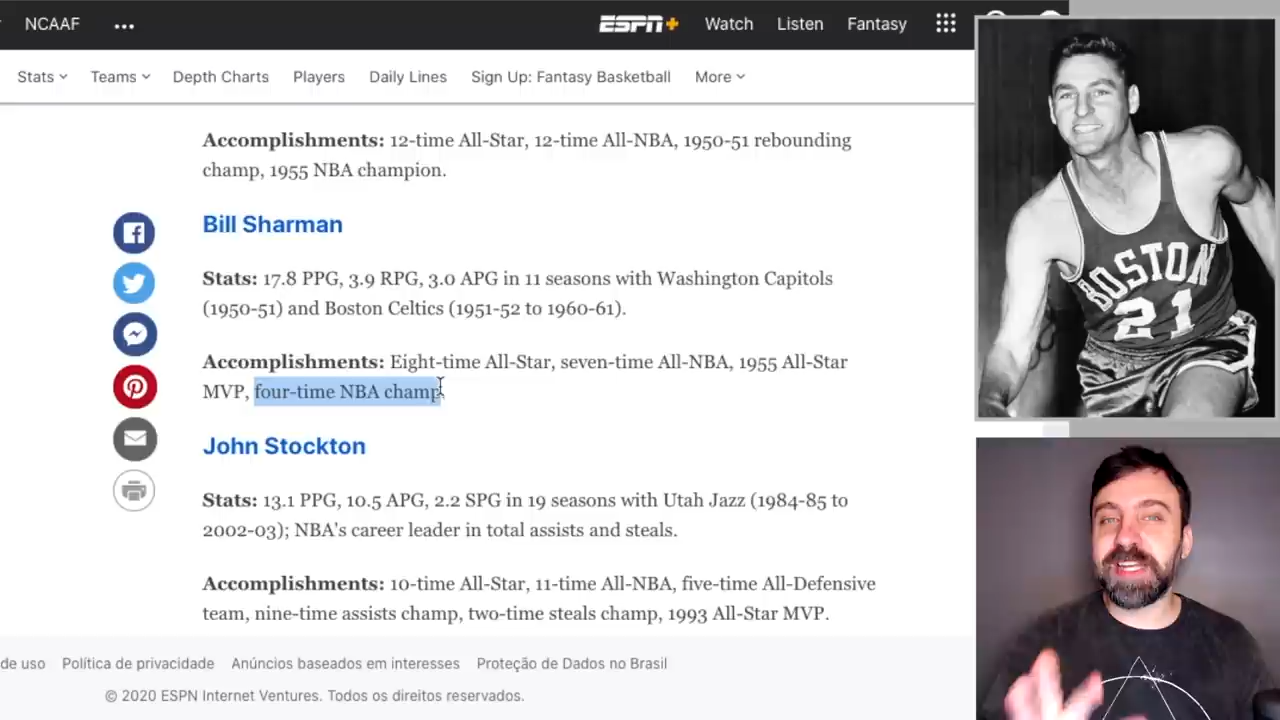 NCAAF ••• ESPN+ Watch Listen Fantasy
Stats Teams Depth Charts Players Daily Lines Sign Up: Fantasy Basketball More
Accomplishments: 12-time All-Star, 12-time All-NBA, 1950-51 rebounding
champ, 1955 NBA champion.
Bill Sharman
Stats: 17.8 PPG, 3.9 RPG, 3.0 APG in 11 seasons with Washington Capitols
(1950-51) and Boston Celtics (1951-52 to 1960-61).
Accomplishments: Eight-time All-Star, seven-time All-NBA, 1955 All-Star
MVP, four-time NBA champ.
John Stockton
Stats: 13.1 PPG, 10.5 APG, 2.2 SPG in 19 seasons with Utah Jazz (1984-85 to
2002-03); NBA's career leader in total assists and steals.
Accomplishments: 10-time All-Star, 11-time All-NBA, five-time All-Defensive
team, nine-time assists champ, two-time steals champ, 1993 All-Star MVP.
de uso Política de privacidade Anúncios baseados em interesses Proteção de Dados no Brasil
© 2020 ESPN Internet Ventures. Todos os direitos reservados.
BOSTON
21